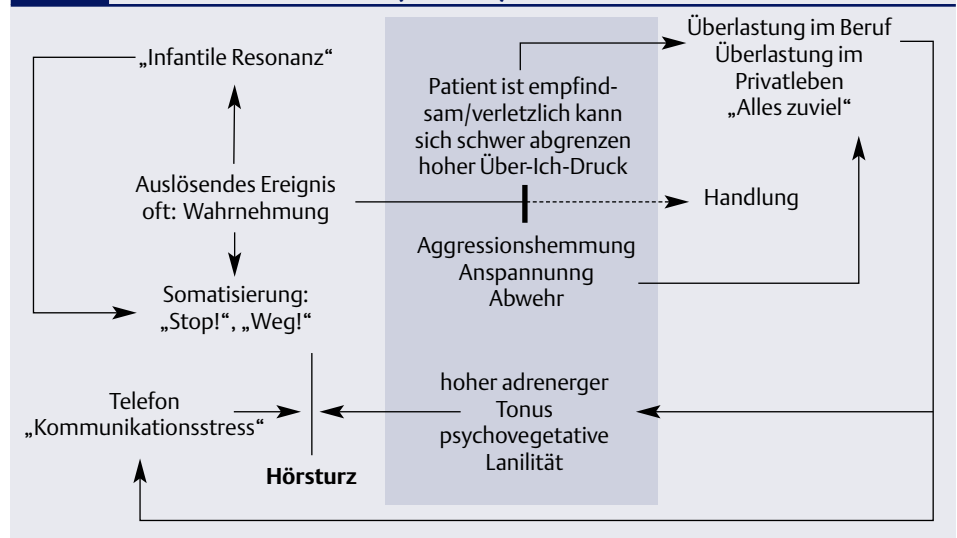 „Infantile Resonanz“
Auslösendes Ereignis
oft: Wahrnehmung
Somatisierung:
„Stop!“, „Weg!“
Telefon
„Kommunikationsstress“
Hörsturz
Patient ist empfind-
sam/verletzlich kann
sich schwer abgrenzen
hoher Über-Ich-Druck
Aggressionshemmung
Anspannunng
Abwehr
hoher adrenerger
Tonus
psychovegetative
Lanilität
Überlastung im Beruf
Überlastung im
Privatleben
„Alles zuviel“
Handlung